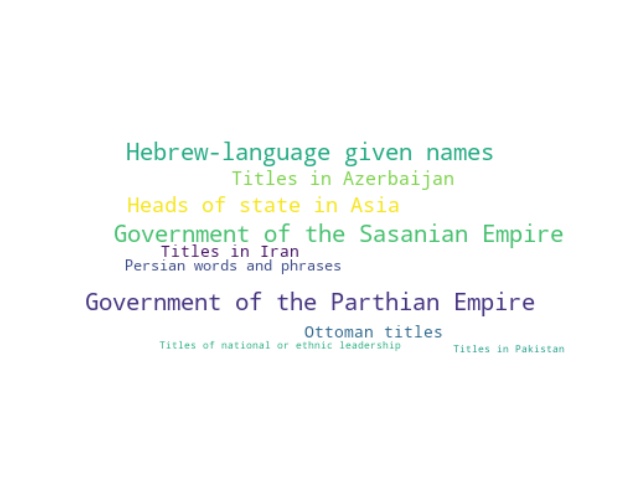 Hebrew-language given names
Titles in Azerbaijan
Heads of state in Asia
Government of the Sasanian Empire
Titles in Iran
Persian words and phrases
Government of the Parthian Empire
Ottoman titles
Titles of national or ethnic leadership
Titles in Pakistan